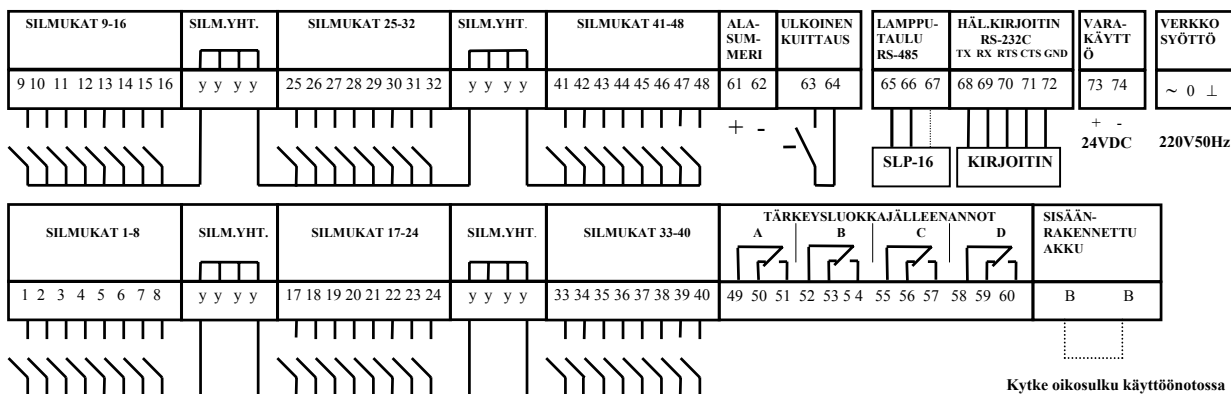 SILMUKAT 9-16 SILM.YHT. SILMUKAT 25-32 SILM.YHT. SILMUKAT 41-48 ALA- ULKOINEN LAMPPU- HÄL.KIRJOITIN VARA- VERKKO
SUM- KUITTAUS TAULU RS-232C KÄYTT SYÖTTÖ
MERI RS-485 TX RX RTS CTS GND Ö
9 10 11 12 13 14 15 16 y y y y 25 26 27 28 29 30 31 32 y y y y 41 42 43 44 45 46 47 48 61 62 63 64 65 66 67 68 69 70 71 72 73 74 ~ 0 ⊥
+ - + -
24VDC 220V50Hz
SLP-16 KIRJOITIN
SILMUKAT 1-8 SILM.YHT. SILMUKAT 17-24 SILM.YHT. SILMUKAT 33-40 TÄRKEYSLUOKKAJÄLLEENANNOT SISÄÄN-
A B C D RAKENNETTU
AKKU
1 2 3 4 5 6 7 8 y y y y 17 18 19 20 21 22 23 24 y y y y 33 34 35 36 37 38 39 40 49 50 51 52 53 5 4 55 56 57 58 59 60 B B
Kytke oikosulku käyttöönotossa